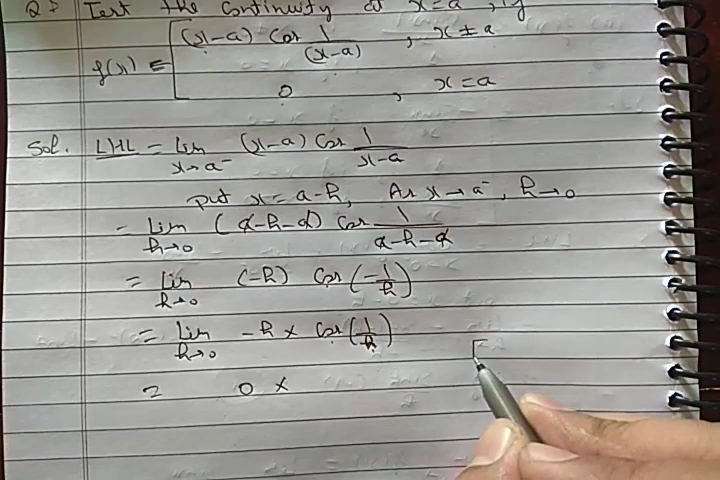 Q > Test the continuity at x = a, if
f(x) = [ (x-a) Cos 1/(x-a) , x ≠ a
0 , x = a
Sol. LHL = Lim x→a⁻ (x-a) Cos 1/(x-a)
put x = a-h, As x→a⁻, h→0
= Lim h→0 (a-h-a) Cos 1/(a-h-a)
= Lim h→0 (-h) Cos (-1/h)
= Lim h→0 -h × Cos (1/h)
= 0 ×